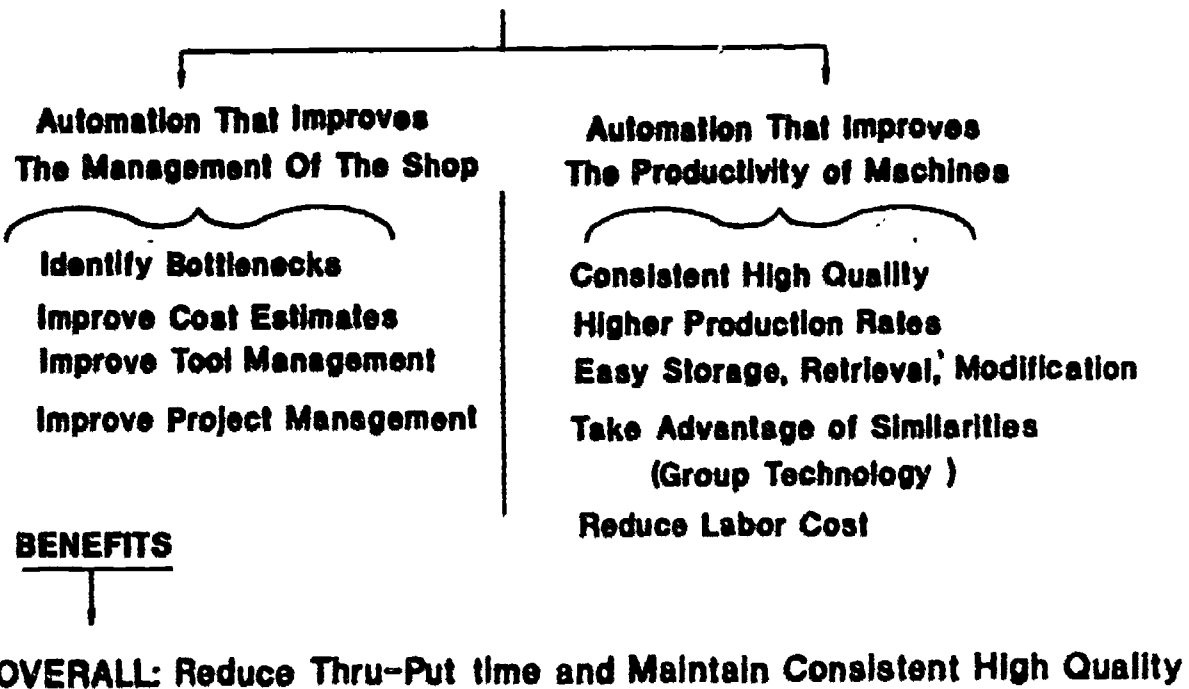 Automation That Improves
The Management Of The Shop
Identify Bottlenecks
Improve Cost Estimates
Improve Tool Management
Improve Project Management
Automation That Improves
The Productivity of Machines
Consistent High Quality
Higher Production Rates
Easy Storage, Retrieval, Modification
Take Advantage of Similarities
(Group Technology )
Reduce Labor Cost
BENEFITS
OVERALL: Reduce Thru-Put time and Maintain Consistent High Quality